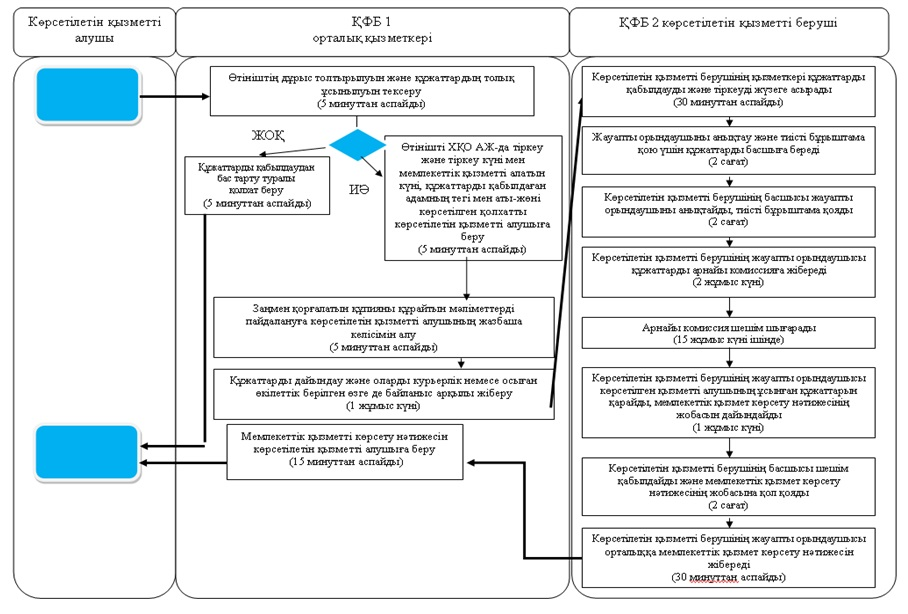 Көрсетілетін қызметті
алушы
ҚФБ 1
орталық қызметкері
ҚФБ 2 көрсетілетін қызметті беруші
Өтініштің дұрыс толтырылуын және құжаттардың толық
ұсынылуын тексеру
(5 минуттан аспайды)
ЖОҚ
ИӘ
Құжаттарды қабылдаудан
бас тарту туралы
қолхат беру
(5 минуттан аспайды)
Өтінішті ХҚО АЖ-да тіркеу
және тіркеу күні мен
мемлекеттік қызметті алатын
күні, құжаттарды қабылдаған
адамның тегі мен аты-жөні
көрсетілген қолхатты
көрсетілетін қызметті алушыға
беру
(5 минуттан аспайды)
Заңмен қорғалатын құпияны құрайтын мәліметтерді
пайдалануға көрсетілетін қызметті алушының жазбаша
келісімін алу
(5 минуттан аспайды)
Құжаттарды дайындау және оларды курьерлік немесе осыған
өкілеттік берілген өзге де байланыс арқылы жіберу
(1 жұмыс күні)
Мемлекеттік қызметті көрсету нәтижесін
көрсетілетін қызметті алушыға беру
(15 минуттан аспайды)
Көрсетілетін қызметті берушінің қызметкері құжаттарды
қабылдауды және тіркеуді жүзеге асырады
(30 минуттан аспайды)
Жауапты орындаушыны анықтау және тиісті бұрыштама
қою үшін құжаттарды басшыға береді
(2 сағат)
Көрсетілетін қызметті берушінің басшысы жауапты
орындаушыны анықтайды, тиісті бұрыштама қояды
(2 сағат)
Көрсетілетін қызметті берушінің жауапты орындаушысы
құжаттарды арнайы комиссияға жібереді
(2 жұмыс күні)
Арнайы комиссия шешім шығарады
(15 жұмыс күні ішінде)
Көрсетілетін қызметті берушінің жауапты орындаушысы
көрсетілген қызметті алушының ұсынған құжаттарын
қарайды, мемлекеттік қызмет көрсету нәтижесінің
жобасын дайындайды
(1 жұмыс күні)
Көрсетілетін қызметті берушінің басшысы шешім
қабылдайды және мемлекеттік қызмет көрсету
нәтижесінің жобасына қол қояды
(2 сағат)
Көрсетілетін қызметті берушінің жауапты орындаушысы
орталыққа мемлекеттік қызмет көрсету нәтижесін
жібереді
(30 минуттан аспайды)